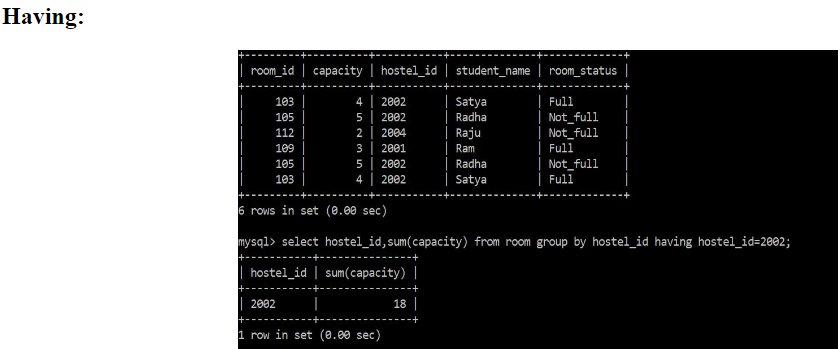 Having:
+---------+----------+-----------+--------------+-------------+
| room_id | capacity | hostel_id | student_name | room_status |
+---------+----------+-----------+--------------+-------------+
|     103 |        4 | 2002      | Satya        | Full        |
|     105 |        5 | 2002      | Radha        | Not_full    |
|     112 |        2 | 2004      | Raju         | Not_full    |
|     109 |        3 | 2001      | Ram          | Full        |
|     105 |        5 | 2002      | Radha        | Not_full    |
|     103 |        4 | 2002      | Satya        | Full        |
+---------+----------+-----------+--------------+-------------+
6 rows in set (0.00 sec)
mysql> select hostel_id,sum(capacity) from room group by hostel_id having hostel_id=2002;
+-----------+---------------+
| hostel_id | sum(capacity) |
+-----------+---------------+
| 2002      |            18 |
+-----------+---------------+
1 row in set (0.00 sec)